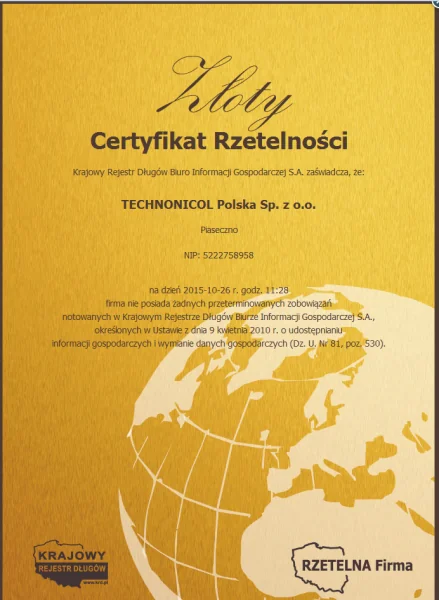 Złoty
Certyfikat Rzetelności
Krajowy Rejestr Długów Biuro Informacji Gospodarczej S.A. zaświadcza, że:
TECHNONICOL Polska Sp. z o.o.
Piaseczno
NIP: 5222758958
na dzień 2015-10-26 r. godz. 11:28
firma nie posiada żadnych przeterminowanych zobowiązań
notowanych w Krajowym Rejestrze Długów Biurze Informacji Gospodarczej S.A.,
określonych w Ustawie z dnia 9 kwietnia 2010 r. o udostępnianiu
informacji gospodarczych i wymianie danych gospodarczych (Dz. U. Nr 81, poz. 530).
KRAJOWY
REJESTR DŁUGÓW
www.krd.pl
RZETELNA Firma